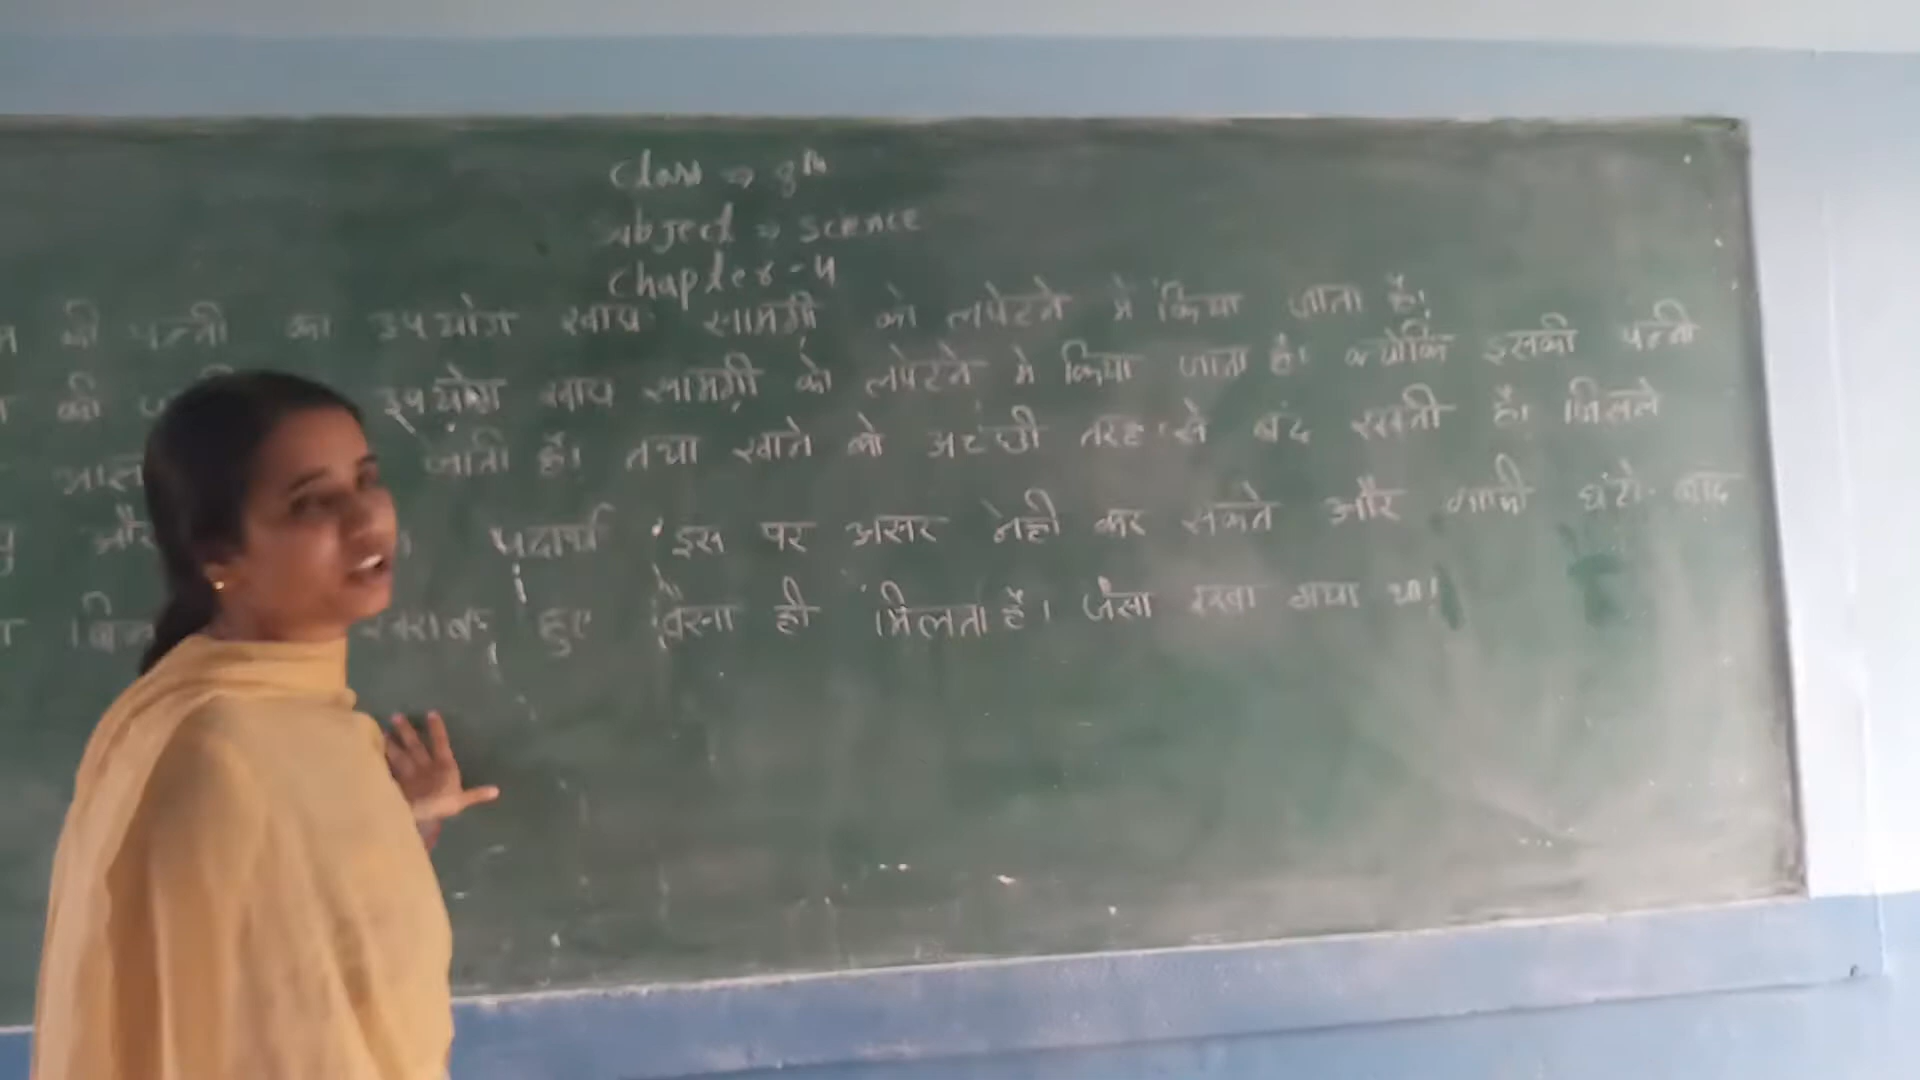 Class → 8th
subject → science
Chapter-4
की पन्नी का उपयोग खाद्य सामग्री को लपेटने मे किया जाता है।
की उपयोग खाद्य सामग्री को लपेटने मे किया जाता है। क्योंकि इसकी पन्नी
जाती है। तथा खाने को अच्छी तरह से बंद रखती है। जिससे
और पदार्थ इस पर असर नही कर सकते और काफी घंटो बाद
हुए वैसा ही मिलता है। जैसा रखा गया था।